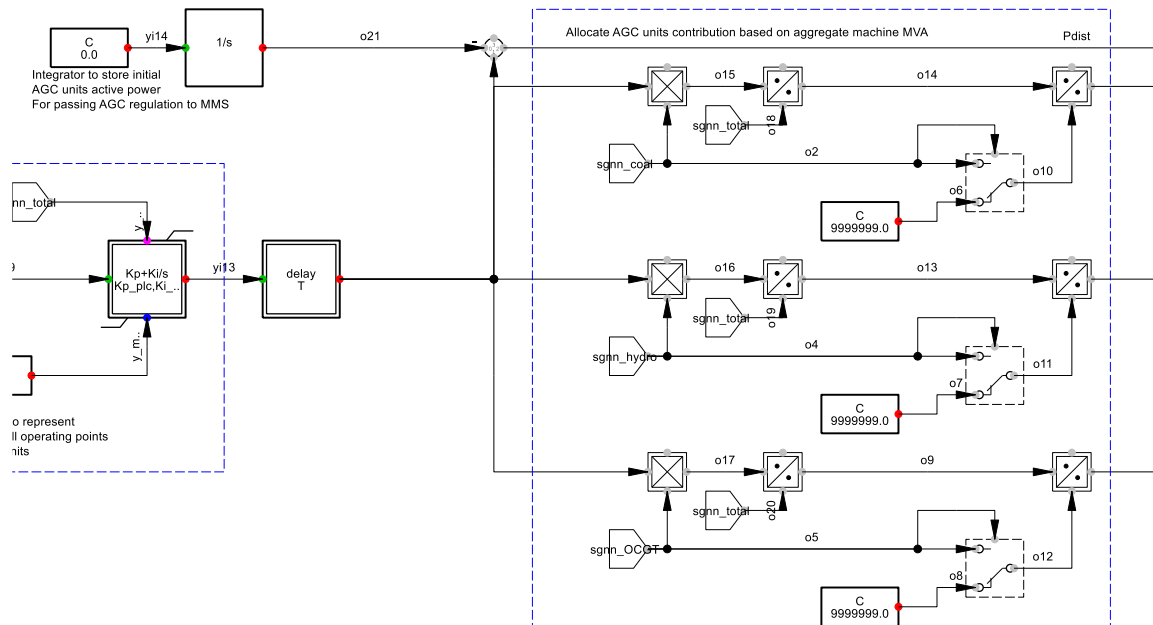 C
0.0
yi14
1/s
o21
-
Integrator to store initial
AGC units active power
For passing AGC regulation to MMS
Allocate AGC units contribution based on aggregate machine MVA
Pdist
o15
o14
sgnn_total
o18
sgnn_coal
o2
o10
o6
C
9999999.0
nn_total
y_..
9
Kp+Ki/s
Kp_plc,Ki_..
yi13
delay
T
y_m..
o represent
ll operating points
nits
o16
o13
sgnn_total
o19
sgnn_hydro
o4
o11
o7
C
9999999.0
o17
o9
sgnn_total
o20
sgnn_OCGT
o5
o12
o8
C
9999999.0